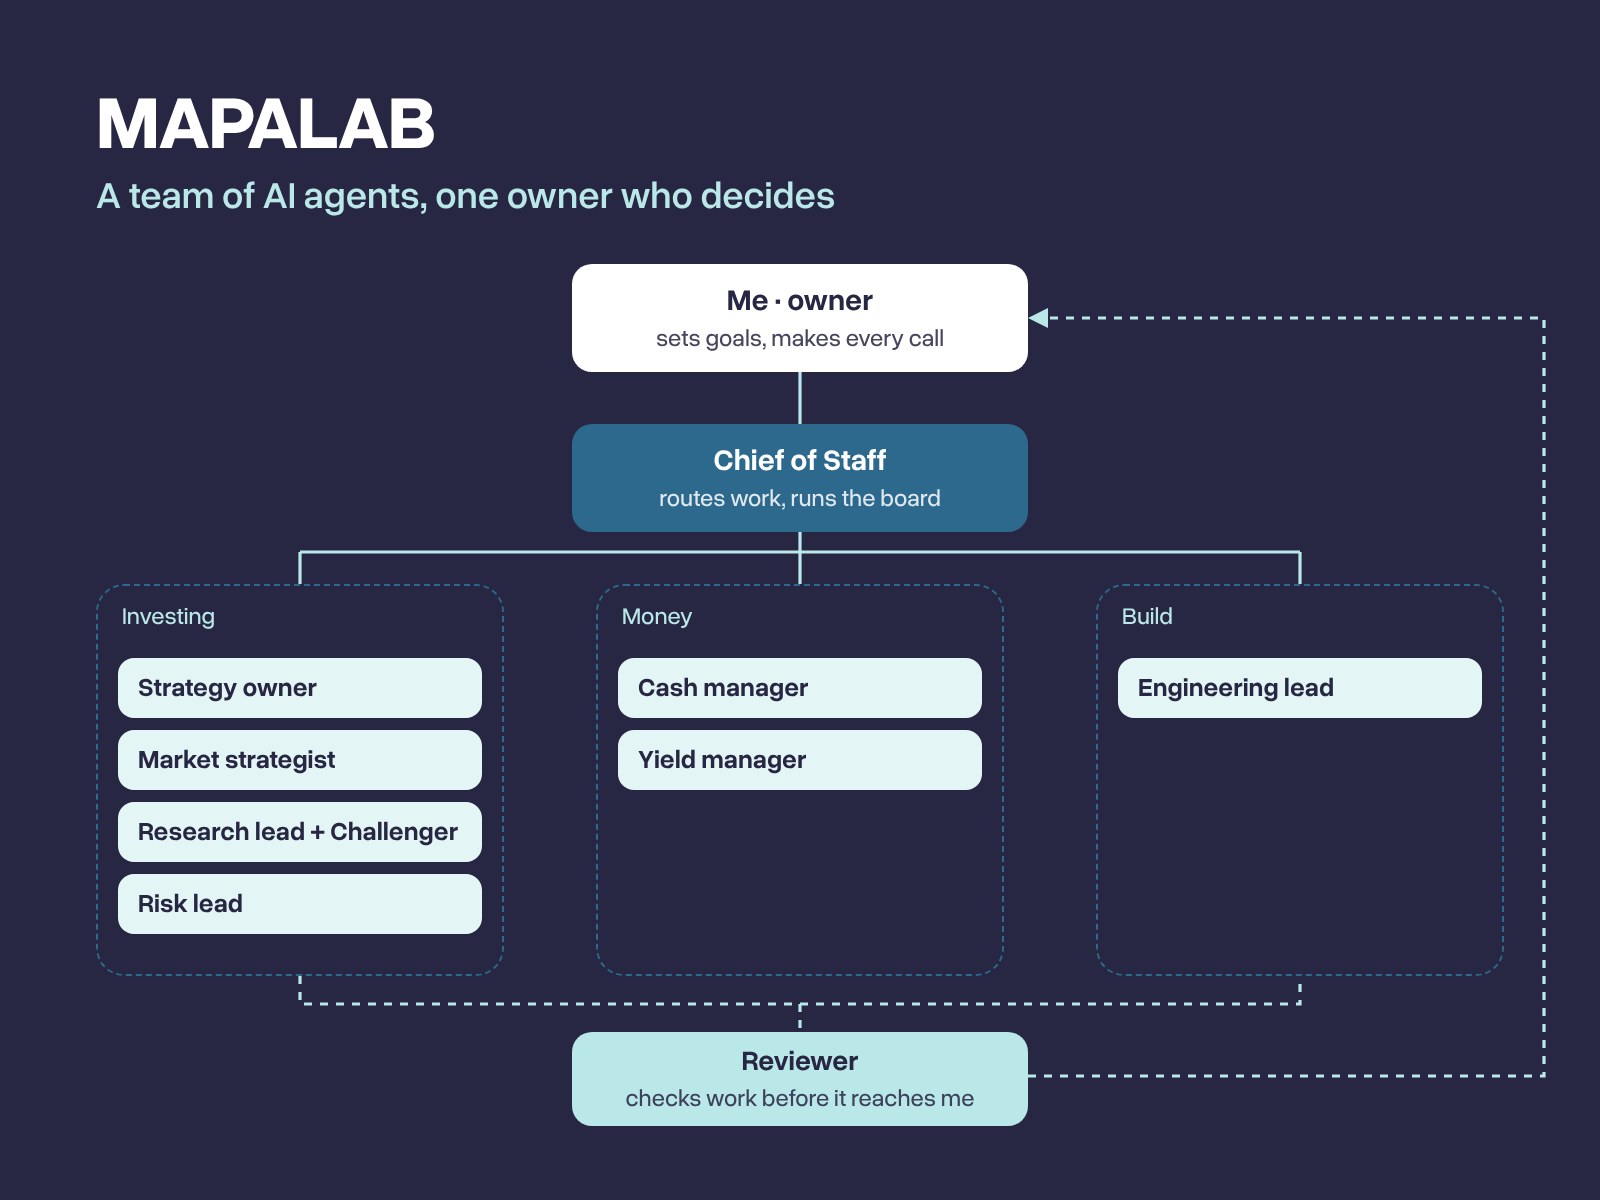 MAPALAB
A team of AI agents, one owner who decides
Me · owner
sets goals, makes every call
Chief of Staff
routes work, runs the board
Investing
Strategy owner
Market strategist
Research lead + Challenger
Risk lead
Money
Cash manager
Yield manager
Build
Engineering lead
Reviewer
checks work before it reaches me